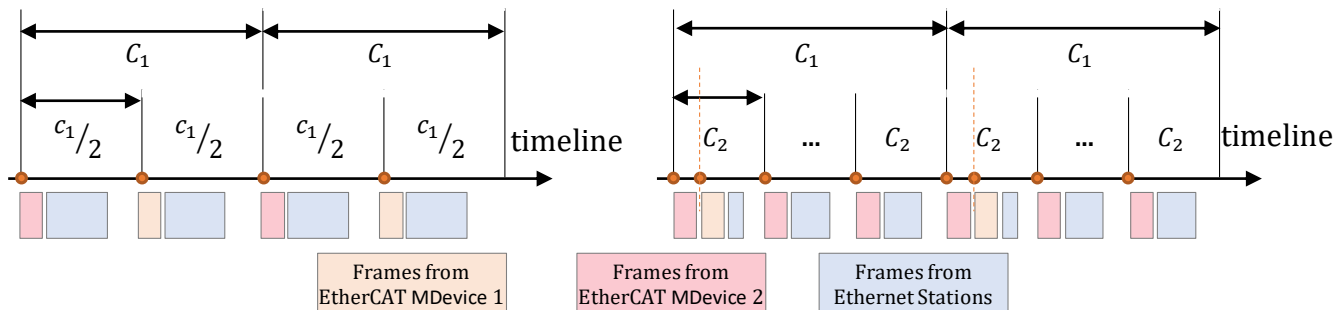 C₁ C₁
c₁/2 c₁/2 c₁/2 c₁/2 timeline
C₁ C₁
C₂ ... C₂ C₂ ... C₂ timeline
Frames from
EtherCAT MDevice 1
Frames from
EtherCAT MDevice 2
Frames from
Ethernet Stations